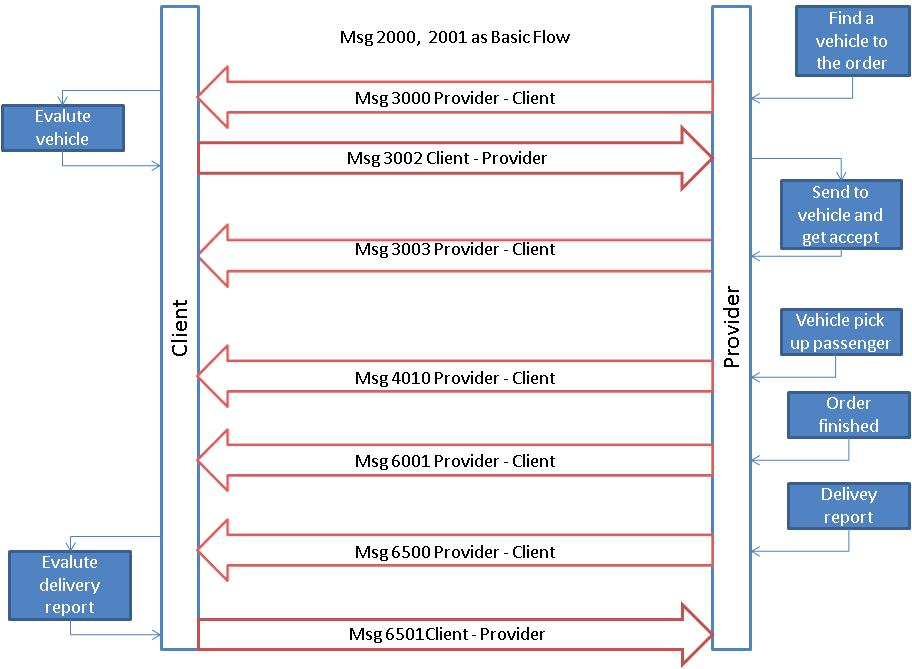 Msg 2000, 2001 as Basic Flow
Find a
vehicle to
the order
Msg 3000 Provider - Client
Evalute
vehicle
Msg 3002 Client - Provider
Send to
vehicle and
get accept
Msg 3003 Provider - Client
Client
Provider
Vehicle pick
up passenger
Msg 4010 Provider - Client
Order
finished
Msg 6001 Provider - Client
Delivey
report
Msg 6500 Provider - Client
Evalute
delivery
report
Msg 6501Client - Provider